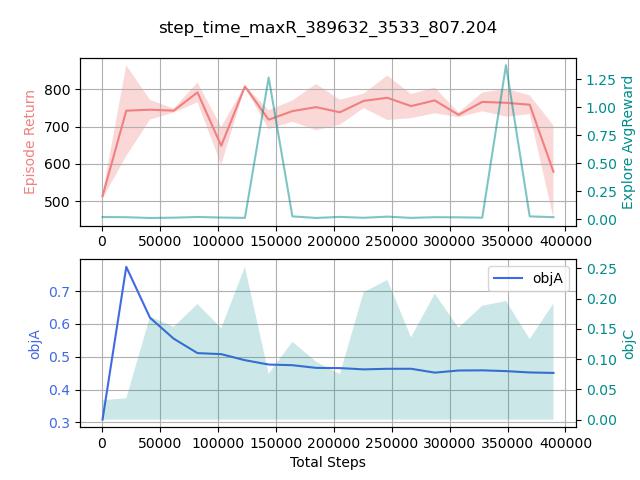 step_time_maxR_389632_3533_807.204
800
700
600
500
Episode Return
1.25
1.00
0.75
0.50
0.25
0.00
Explore AvgReward
0 50000 100000 150000 200000 250000 300000 350000 400000
0.7
0.6
0.5
0.4
0.3
objA
objA
0.25
0.20
0.15
0.10
0.05
0.00
objC
0 50000 100000 150000 200000 250000 300000 350000 400000
Total Steps